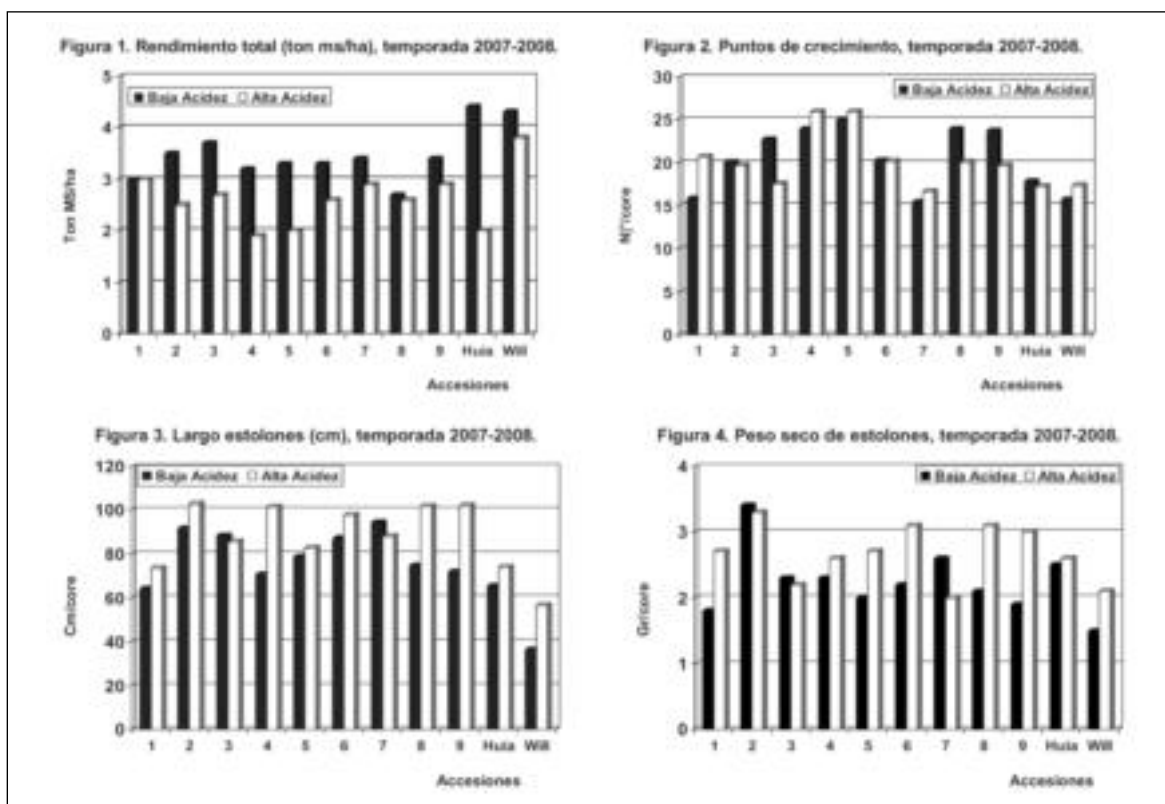 Figura 1. Rendimiento total (ton ms/ha), temporada 2007-2008.
5
4
3
2
1
0
Ton MS/ha
Baja Acidez Alta Acidez
1 2 3 4 5 6 7 8 9 Huia Will
Accesiones
Figura 2. Puntos de crecimiento, temporada 2007-2008.
30
25
20
15
10
5
0
Baja Acidez Alta Acidez
1 2 3 4 5 6 7 8 9 Huia Will
Accesiones
Figura 3. Largo estolones (cm), temporada 2007-2008.
120
100
80
60
40
20
0
Cm/core
Baja Acidez Alta Acidez
1 2 3 4 5 6 7 8 9 Huia Will
Accesiones
Figura 4. Peso seco de estolones, temporada 2007-2008.
4
3
2
1
0
Gr/core
Baja Acidez Alta Acidez
1 2 3 4 5 6 7 8 9 Huia Will
Accesiones